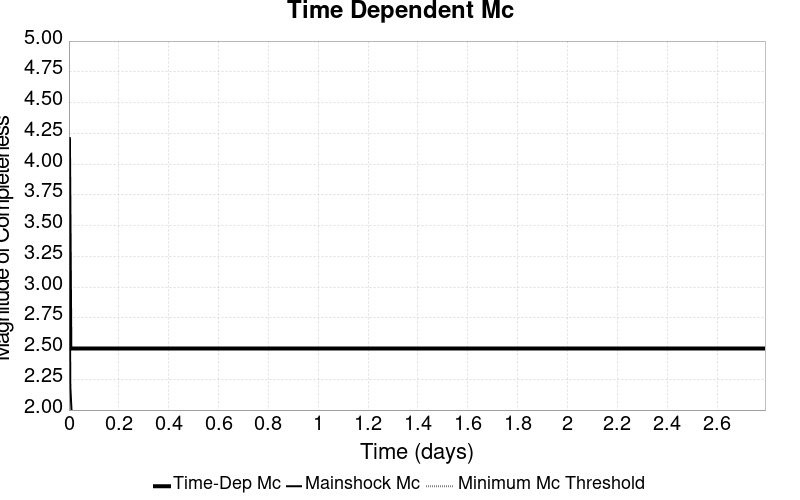 Time Dependent Mc
Magnitude of Completeness
5.00
4.75
4.50
4.25
4.00
3.75
3.50
3.25
3.00
2.75
2.50
2.25
2.00
0 0.2 0.4 0.6 0.8 1 1.2 1.4 1.6 1.8 2 2.2 2.4 2.6
Time (days)
Time-Dep Mc Mainshock Mc Minimum Mc Threshold